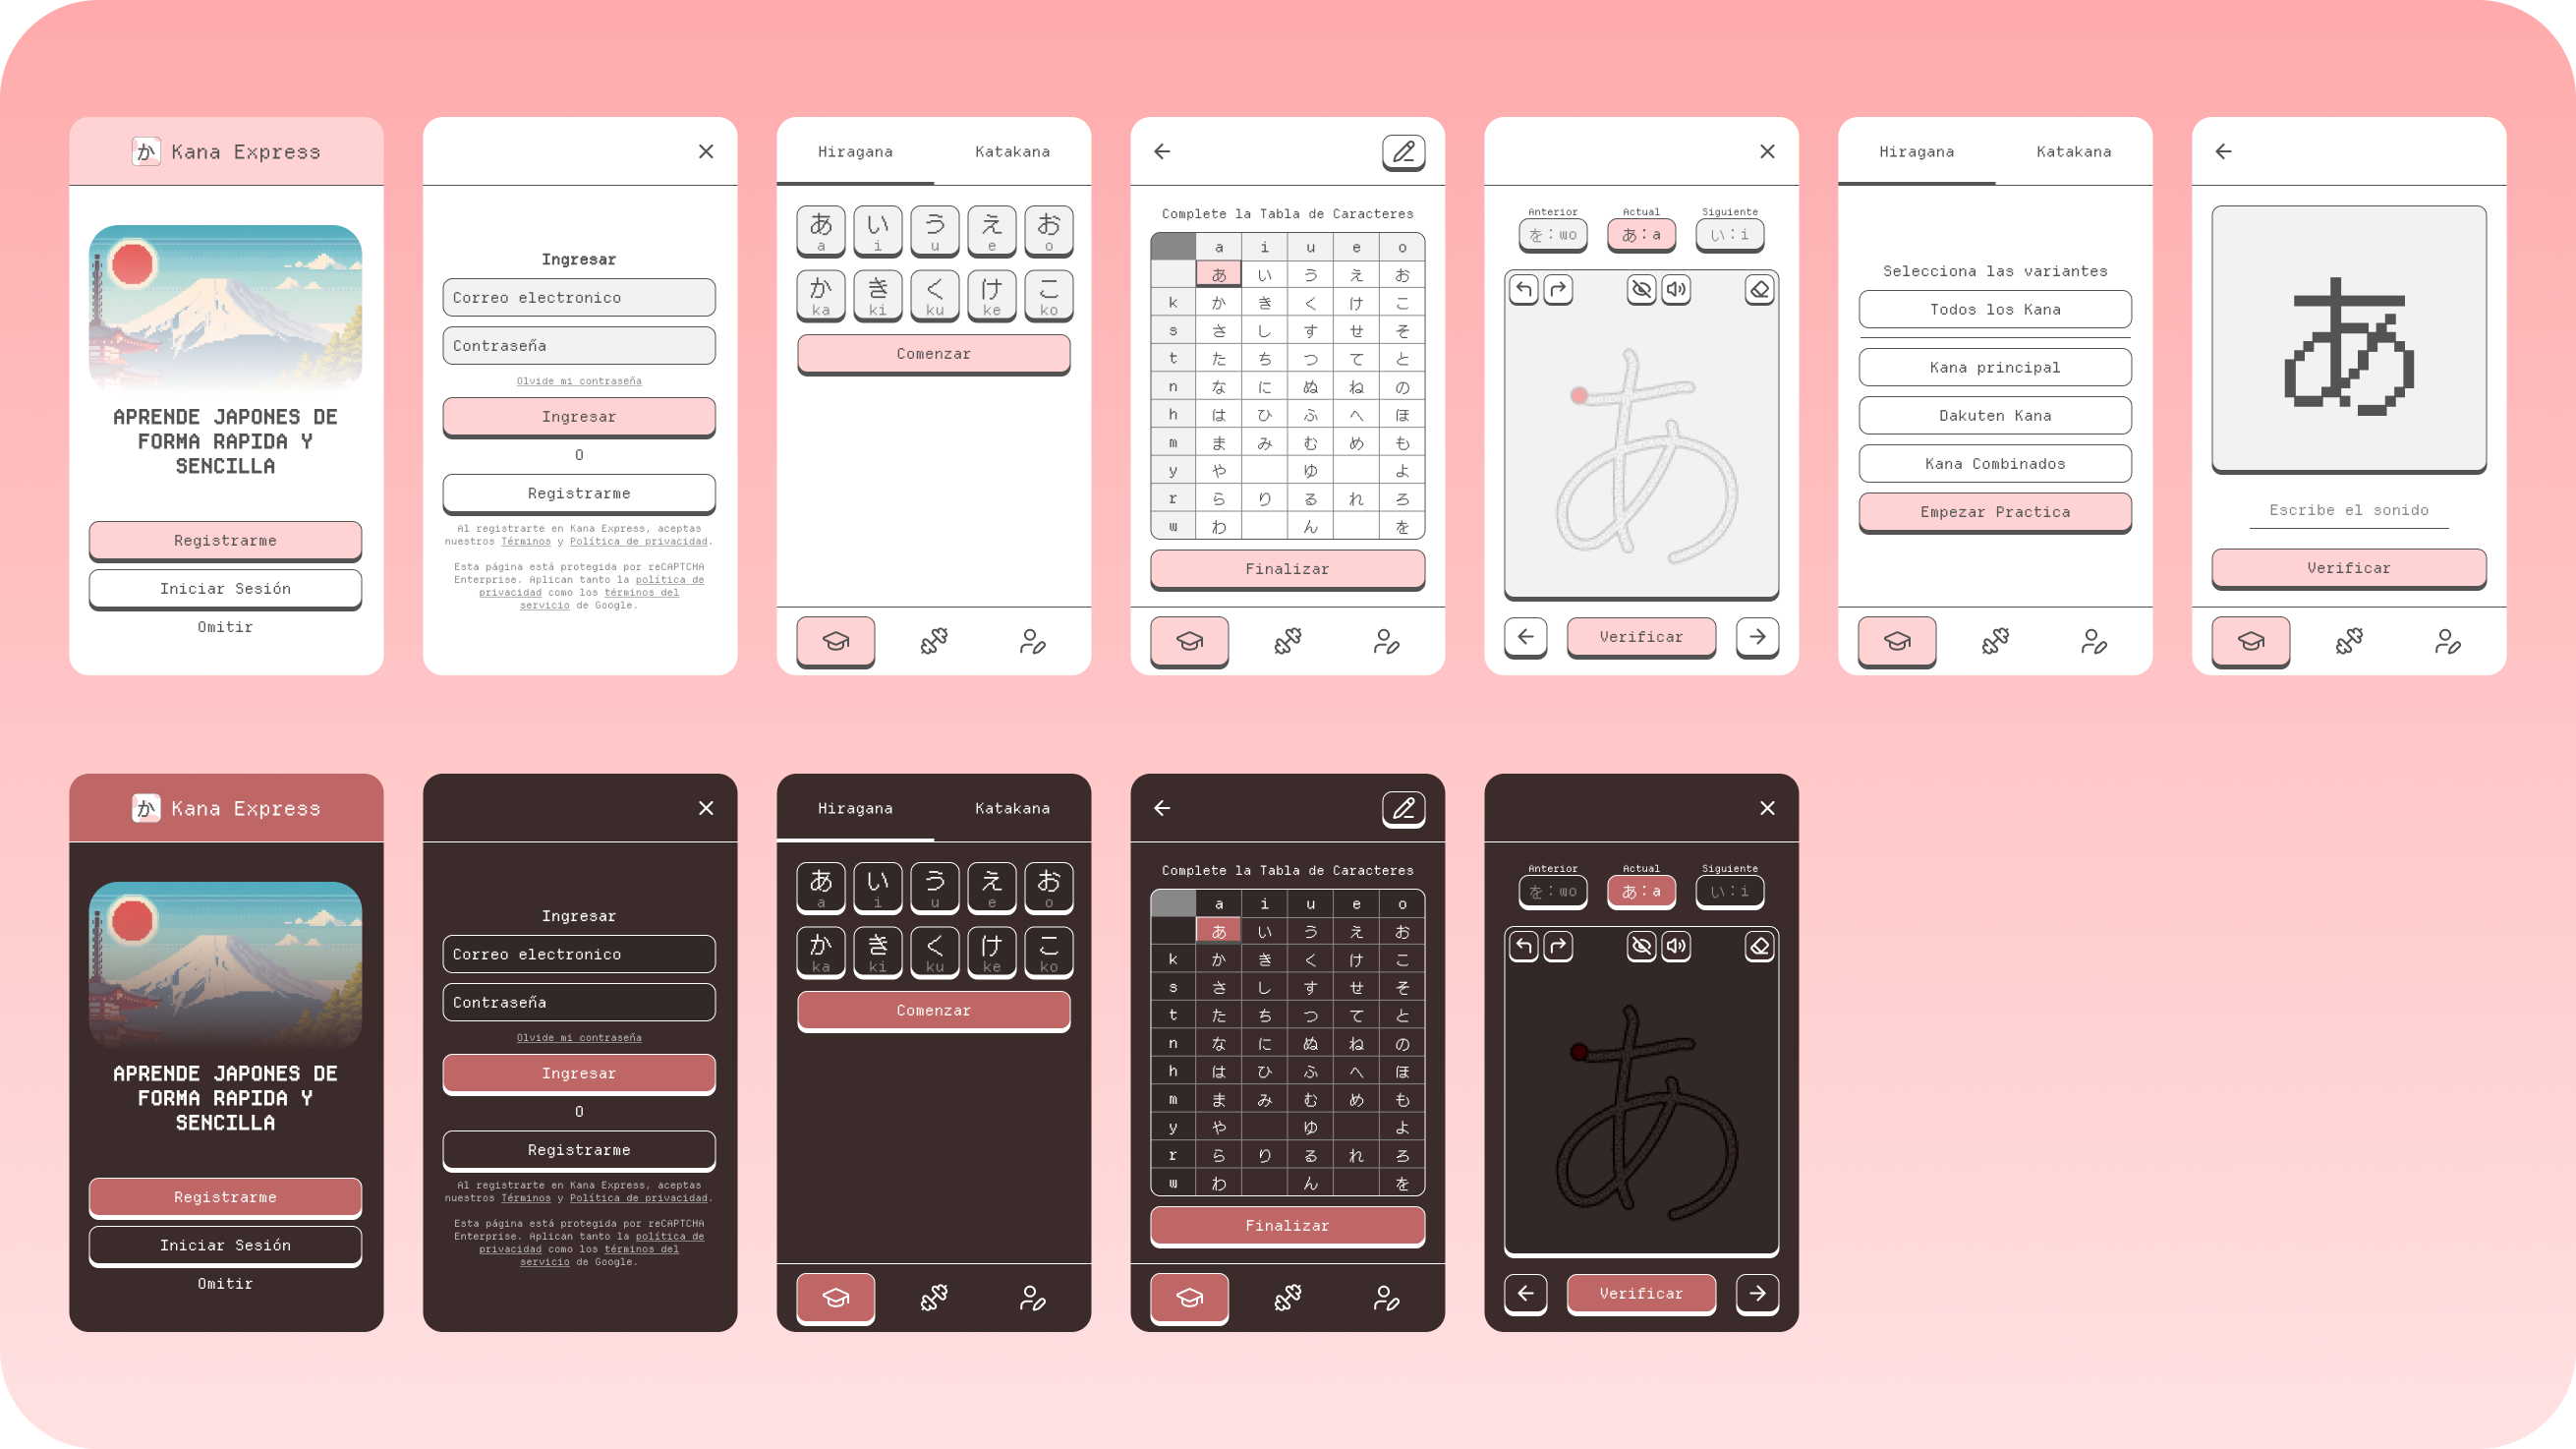 か Kana Express
APRENDE JAPONES DE
FORMA RAPIDA Y
SENCILLA
Registrarme
Iniciar Sesión
Omitir
Ingresar
Correo electronico
Contraseña
Olvide mi contraseña
Ingresar
O
Registrarme
Al registrarte en Kana Express, aceptas
nuestros Términos y Política de privacidad.
Esta página está protegida por reCAPTCHA
Enterprise. Aplican tanto la política de
privacidad como los términos del
servicio de Google.
Hiragana Katakana
あ い う え お
a i u e o
か き く け こ
ka ki ku ke ko
Comenzar
Complete la Tabla de Caracteres
a i u e o
あ い う え お
k か き く け こ
s さ し す せ そ
t た ち つ て と
n な に ぬ ね の
h は ひ ふ へ ほ
m ま み む め も
y や ゆ よ
r ら り る れ ろ
w わ ん を
Finalizar
Anterior Actual Siguiente
を：wo あ：a い：i
あ
Verificar
Hiragana Katakana
Selecciona las variantes
Todos los Kana
Kana principal
Dakuten Kana
Kana Combinados
Empezar Practica
あ
Escribe el sonido
Verificar
か Kana Express
APRENDE JAPONES DE
FORMA RAPIDA Y
SENCILLA
Registrarme
Iniciar Sesión
Omitir
Ingresar
Correo electronico
Contraseña
Olvide mi contraseña
Ingresar
O
Registrarme
Al registrarte en Kana Express, aceptas
nuestros Términos y Política de privacidad.
Esta página está protegida por reCAPTCHA
Enterprise. Aplican tanto la política de
privacidad como los términos del
servicio de Google.
Hiragana Katakana
あ い う え お
a i u e o
か き く け こ
ka ki ku ke ko
Comenzar
Complete la Tabla de Caracteres
a i u e o
あ い う え お
k か き く け こ
s さ し す せ そ
t た ち つ て と
n な に ぬ ね の
h は ひ ふ へ ほ
m ま み む め も
y や ゆ よ
r ら り る れ ろ
w わ ん を
Finalizar
Anterior Actual Siguiente
を：wo あ：a い：i
あ
Verificar